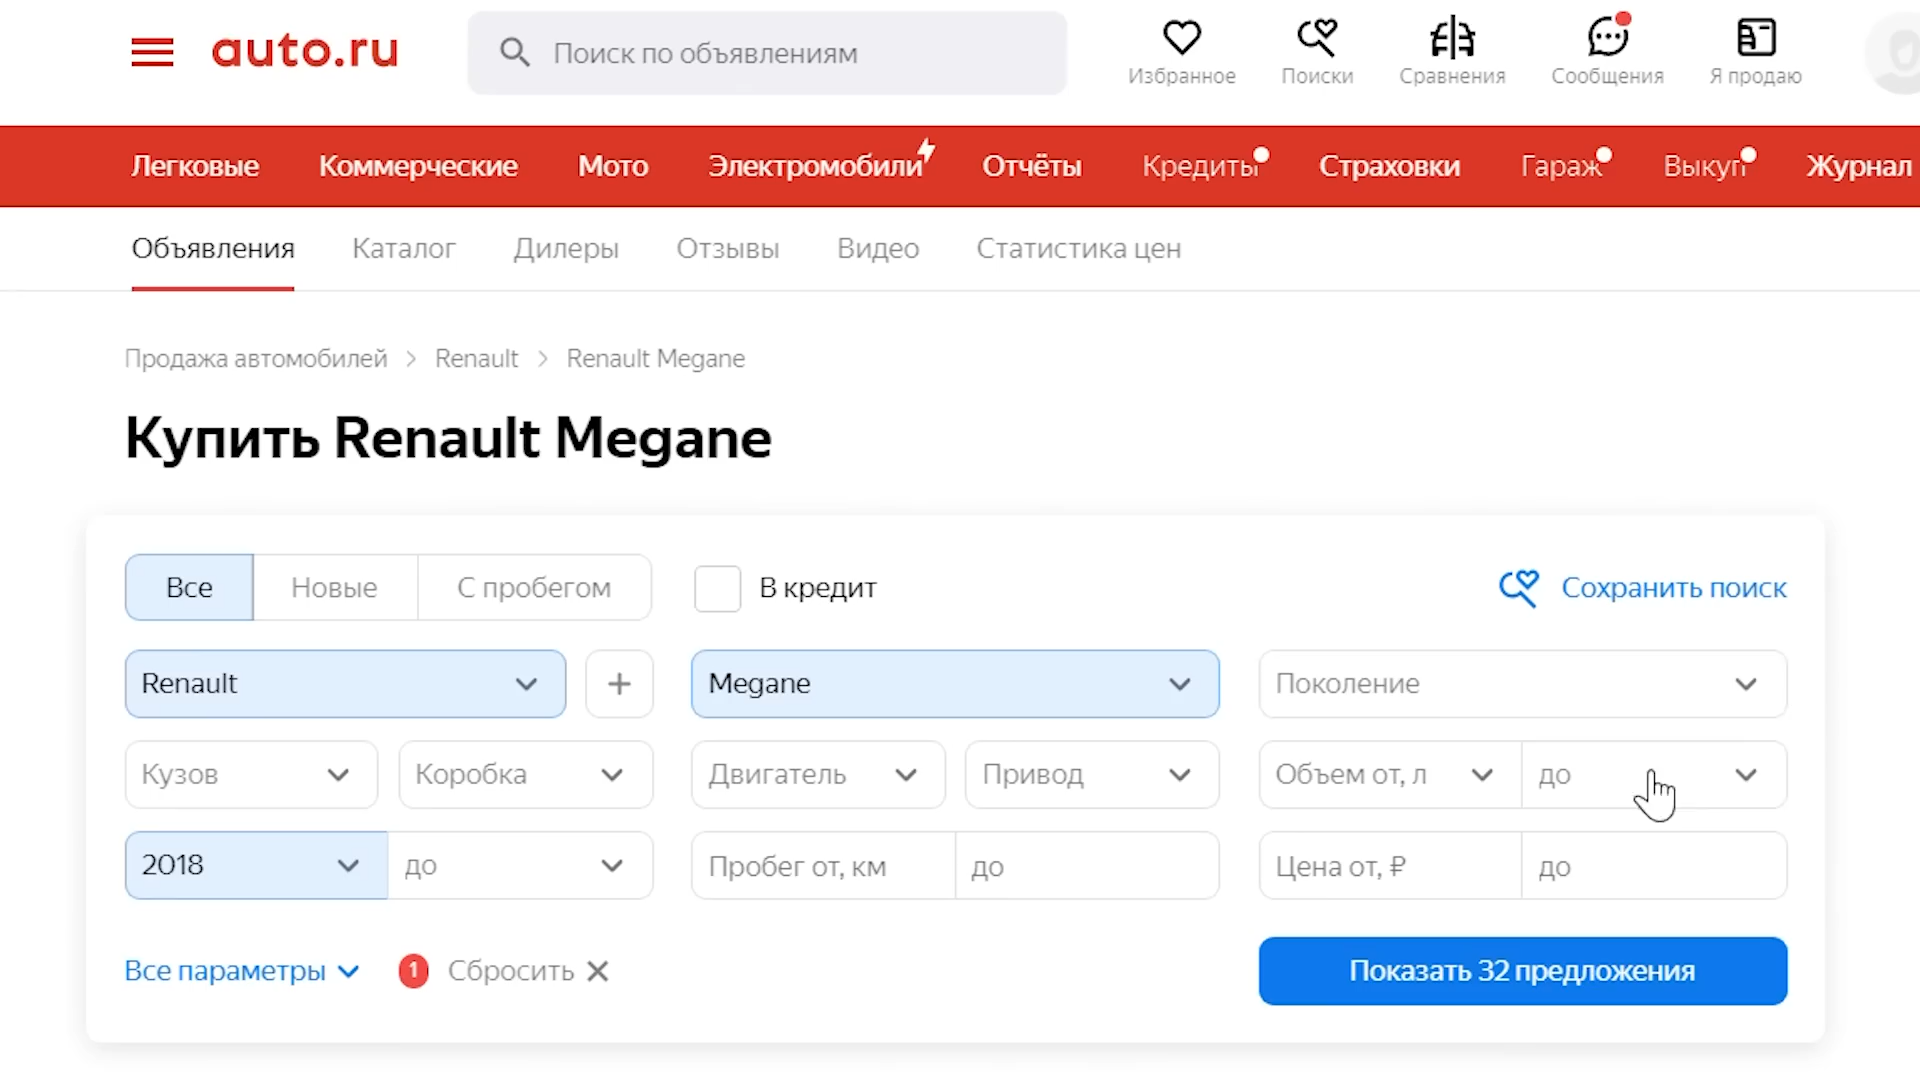 auto.ru
Поиск по объявлениям
Избранное
Поиски
Сравнения
Сообщения
Я продаю
Легковые
Коммерческие
Мото
Электромобили
Отчёты
Кредиты
Страховки
Гараж
Выкуп
Журнал
Объявления
Каталог
Дилеры
Отзывы
Видео
Статистика цен
Продажа автомобилей > Renault > Renault Megane
Купить Renault Megane
Все
Новые
С пробегом
В кредит
Сохранить поиск
Renault
+
Megane
Поколение
Кузов
Коробка
Двигатель
Привод
Объем от, л
до
2018
до
Пробег от, км
до
Цена от, ₽
до
Все параметры
1
Сбросить
Показать 32 предложения